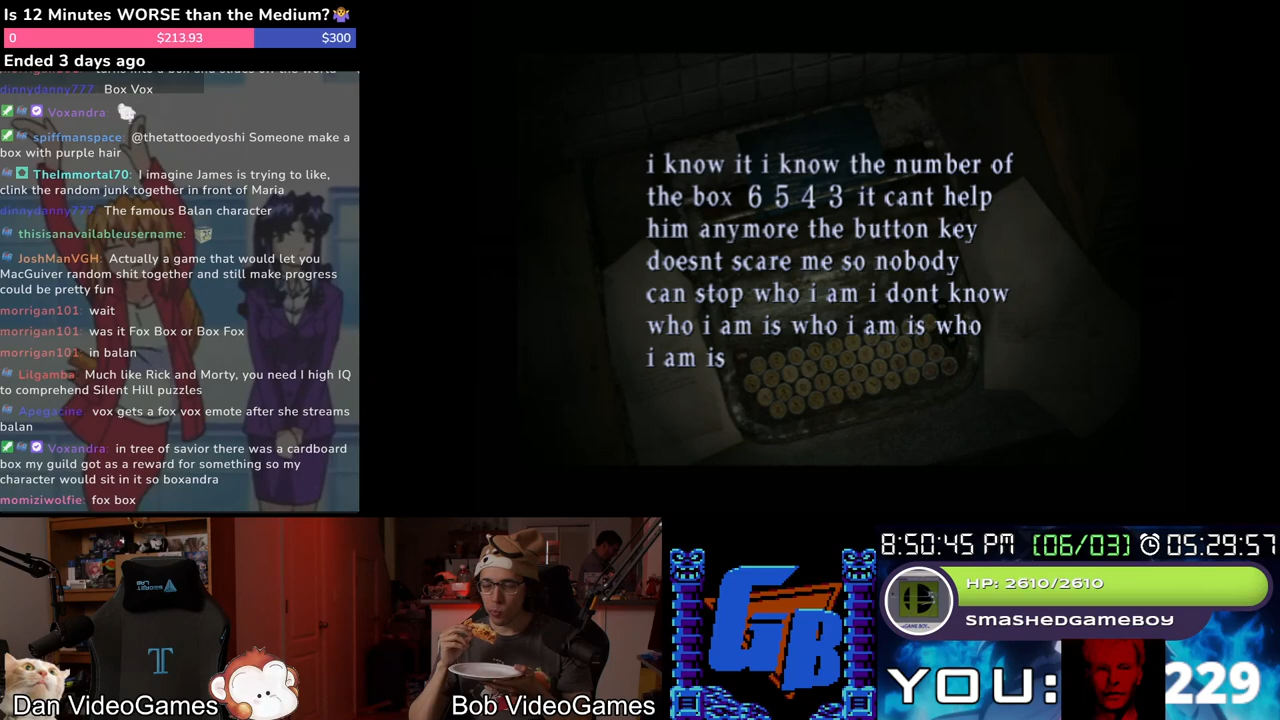 Is 12 Minutes WORSE than the Medium?🤷
0 $213.93 $300
Ended 3 days ago
dinnydanny777 Box Vox
Voxandra:
spiffmanspace: @thetattooedyoshi Someone make a
box with purple hair
TheImmortal70: I imagine James is trying to like,
clink the random junk together in front of Maria
dinnydanny777 The famous Balan character
thisisanavailableusername:
JoshManVGH: Actually a game that would let you
MacGuiver random shit together and still make progress
could be pretty fun
morrigan101: wait
morrigan101: was it Fox Box or Box Fox
morrigan101: in balan
Lilgamba: Much like Rick and Morty, you need I high IQ
to comprehend Silent Hill puzzles
Apegacine: vox gets a fox vox emote after she streams
balan
Voxandra: in tree of savior there was a cardboard
box my guild got as a reward for something so my
character would sit in it so boxandra
momiziwolfie: fox box
i know it i know the number of
the box 6 5 4 3 it cant help
him anymore the button key
doesnt scare me so nobody
can stop who i am i dont know
who i am is who i am is who
i am is
Dan VideoGames
Bob VideoGames
GB
8:50:45 PM [06/03] 05:29:57
HP: 2610/2610
SmaSHeDGameBoy
YOU: 229